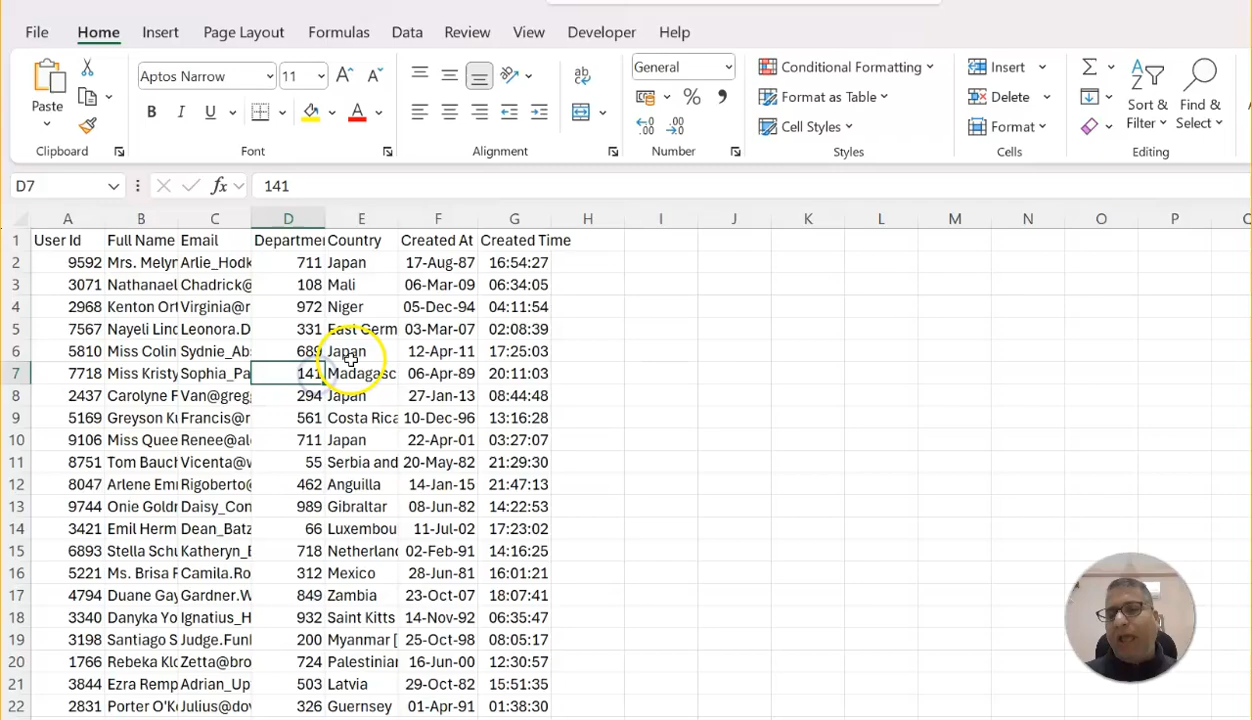 File Home Insert Page Layout Formulas Data Review View Developer Help
Paste
Clipboard
Aptos Narrow 11
B I U
Font
ab
Alignment
General
% ,
Number
Conditional Formatting
Format as Table
Cell Styles
Styles
Insert
Delete
Format
Cells
Sort & Filter
Find & Select
Editing
D7 fx 141
A B C D E F G H I J K L M N O P
1 User Id Full Name Email Departme Country Created At Created Time
2 9592 Mrs. Melyn Arlie_Hodk 711 Japan 17-Aug-87 16:54:27
3 3071 Nathanael Chadrick@ 108 Mali 06-Mar-09 06:34:05
4 2968 Kenton Ort Virginia@r 972 Niger 05-Dec-94 04:11:54
5 7567 Nayeli Lind Leonora.D 331 East Germ 03-Mar-07 02:08:39
6 5810 Miss Colin Sydnie_Ab 689 Japan 12-Apr-11 17:25:03
7 7718 Miss Kristy Sophia_Pa 141 Madagasc 06-Apr-89 20:11:03
8 2437 Carolyne F Van@greg 294 Japan 27-Jan-13 08:44:48
9 5169 Greyson Ku Francis@r 561 Costa Rica 10-Dec-96 13:16:28
10 9106 Miss Quee Renee@al 711 Japan 22-Apr-01 03:27:07
11 8751 Tom Bauch Vicenta@w 55 Serbia and 20-May-82 21:29:30
12 8047 Arlene Em Rigoberto@ 462 Anguilla 14-Jan-15 21:47:13
13 9744 Onie Goldn Daisy_Con 989 Gibraltar 08-Jun-82 14:22:53
14 3421 Emil Herm Dean_Batz 66 Luxembou 11-Jul-02 17:23:02
15 6893 Stella Schu Katheryn_ 718 Netherland 02-Feb-91 14:16:25
16 5221 Ms. Brisa F Camila.Ro 312 Mexico 28-Jun-81 16:01:21
17 4794 Duane Gay Gardner.W 849 Zambia 23-Oct-07 18:07:41
18 3340 Danyka Yo Ignatius_H 932 Saint Kitts 14-Nov-92 06:35:47
19 3198 Santiago S Judge.Funk 200 Myanmar [ 25-Oct-98 08:05:17
20 1766 Rebeka Klo Zetta@bro 724 Palestinian 16-Jun-00 12:30:57
21 3844 Ezra Remp Adrian_Up 503 Latvia 29-Oct-82 15:51:35
22 2831 Porter O'K Julius@dov 326 Guernsey 01-Apr-91 01:38:30